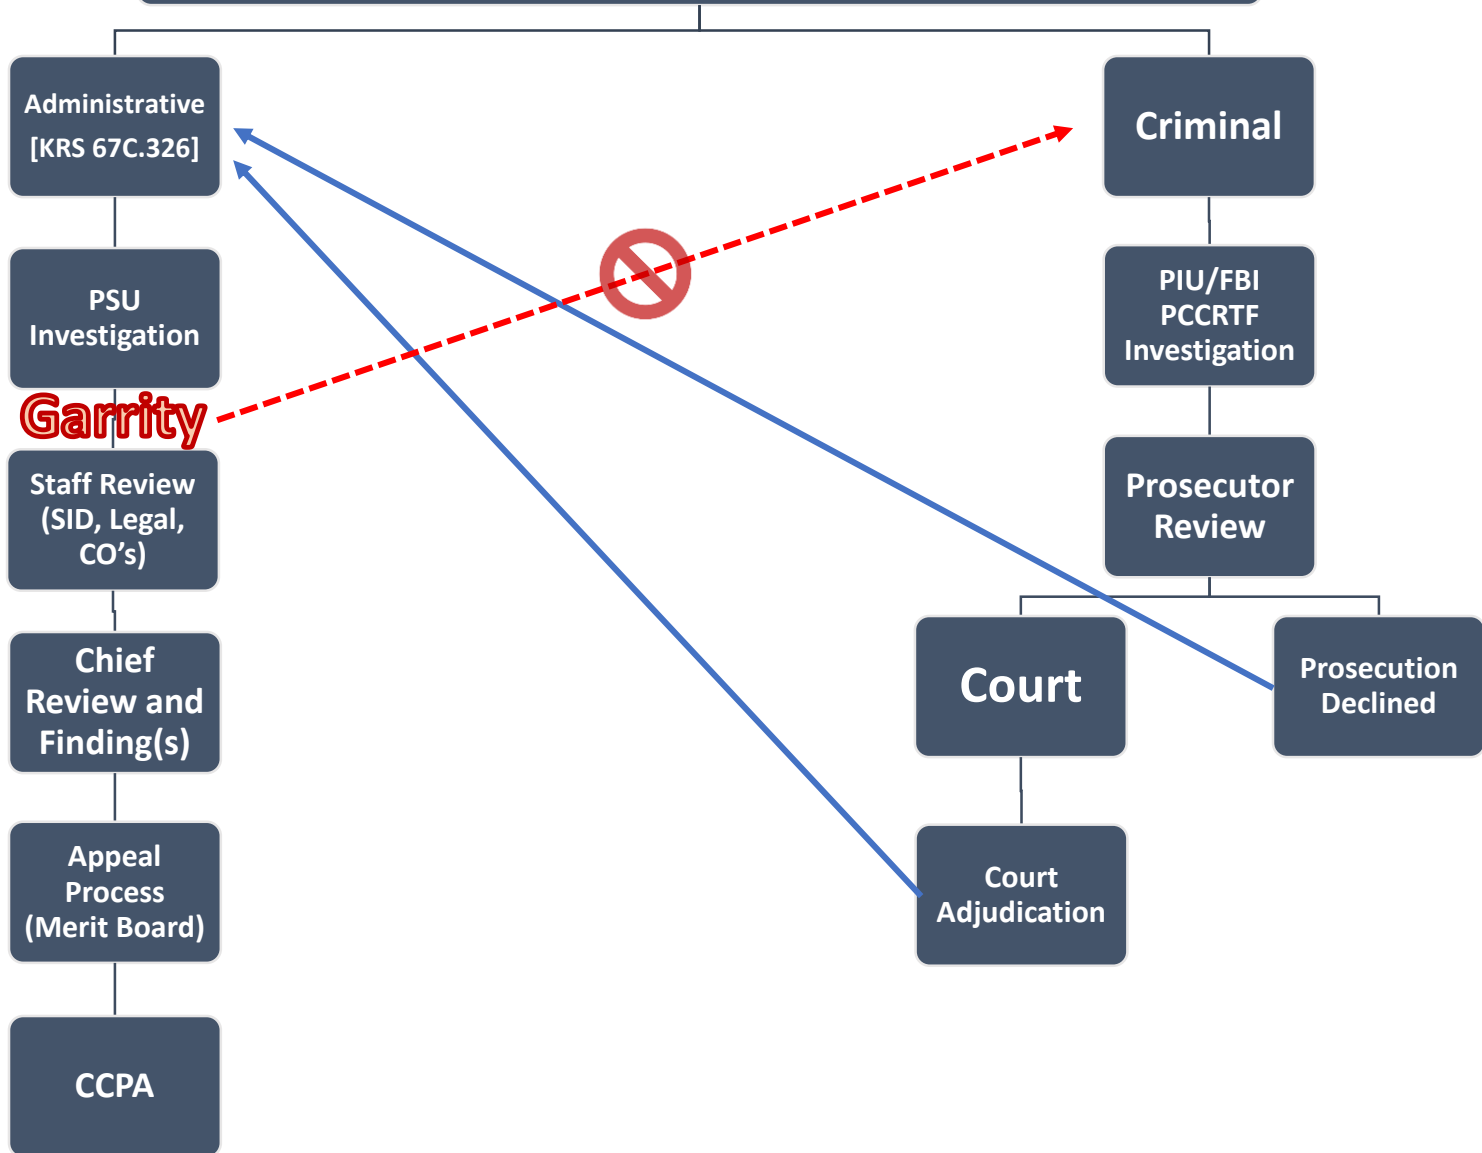 Administrative
[KRS 67C.326]
PSU
Investigation
Garrity
Staff Review
(SID, Legal,
CO’s)
Chief
Review and
Finding(s)
Appeal
Process
(Merit Board)
CCPA
Criminal
PIU/FBI
PCCRTF
Investigation
Prosecutor
Review
Court
Prosecution
Declined
Court
Adjudication